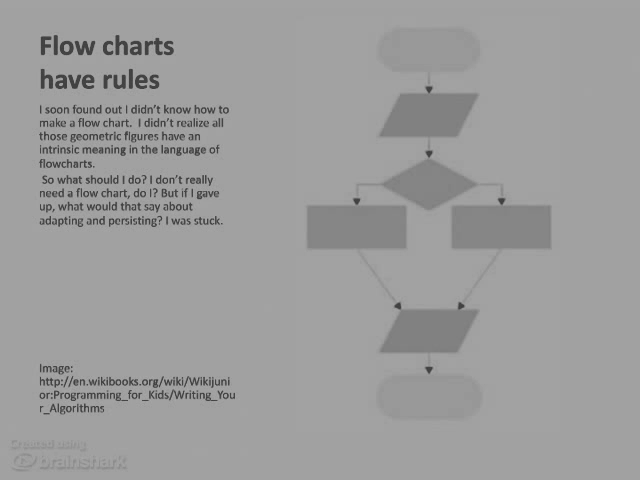 Flow charts
have rules
I soon found out I didn't know how to
make a flow chart.  I didn't realize all
those geometric figures have an
intrinsic meaning in the language of
flowcharts.
So what should I do? I don't really
need a flow chart, do I? But if I gave
up, what would that say about
adapting and persisting? I was stuck.
Image:
http://en.wikibooks.org/wiki/Wikijuni
or:Programming_for_Kids/Writing_You
r_Algorithms
Created using
brainshark